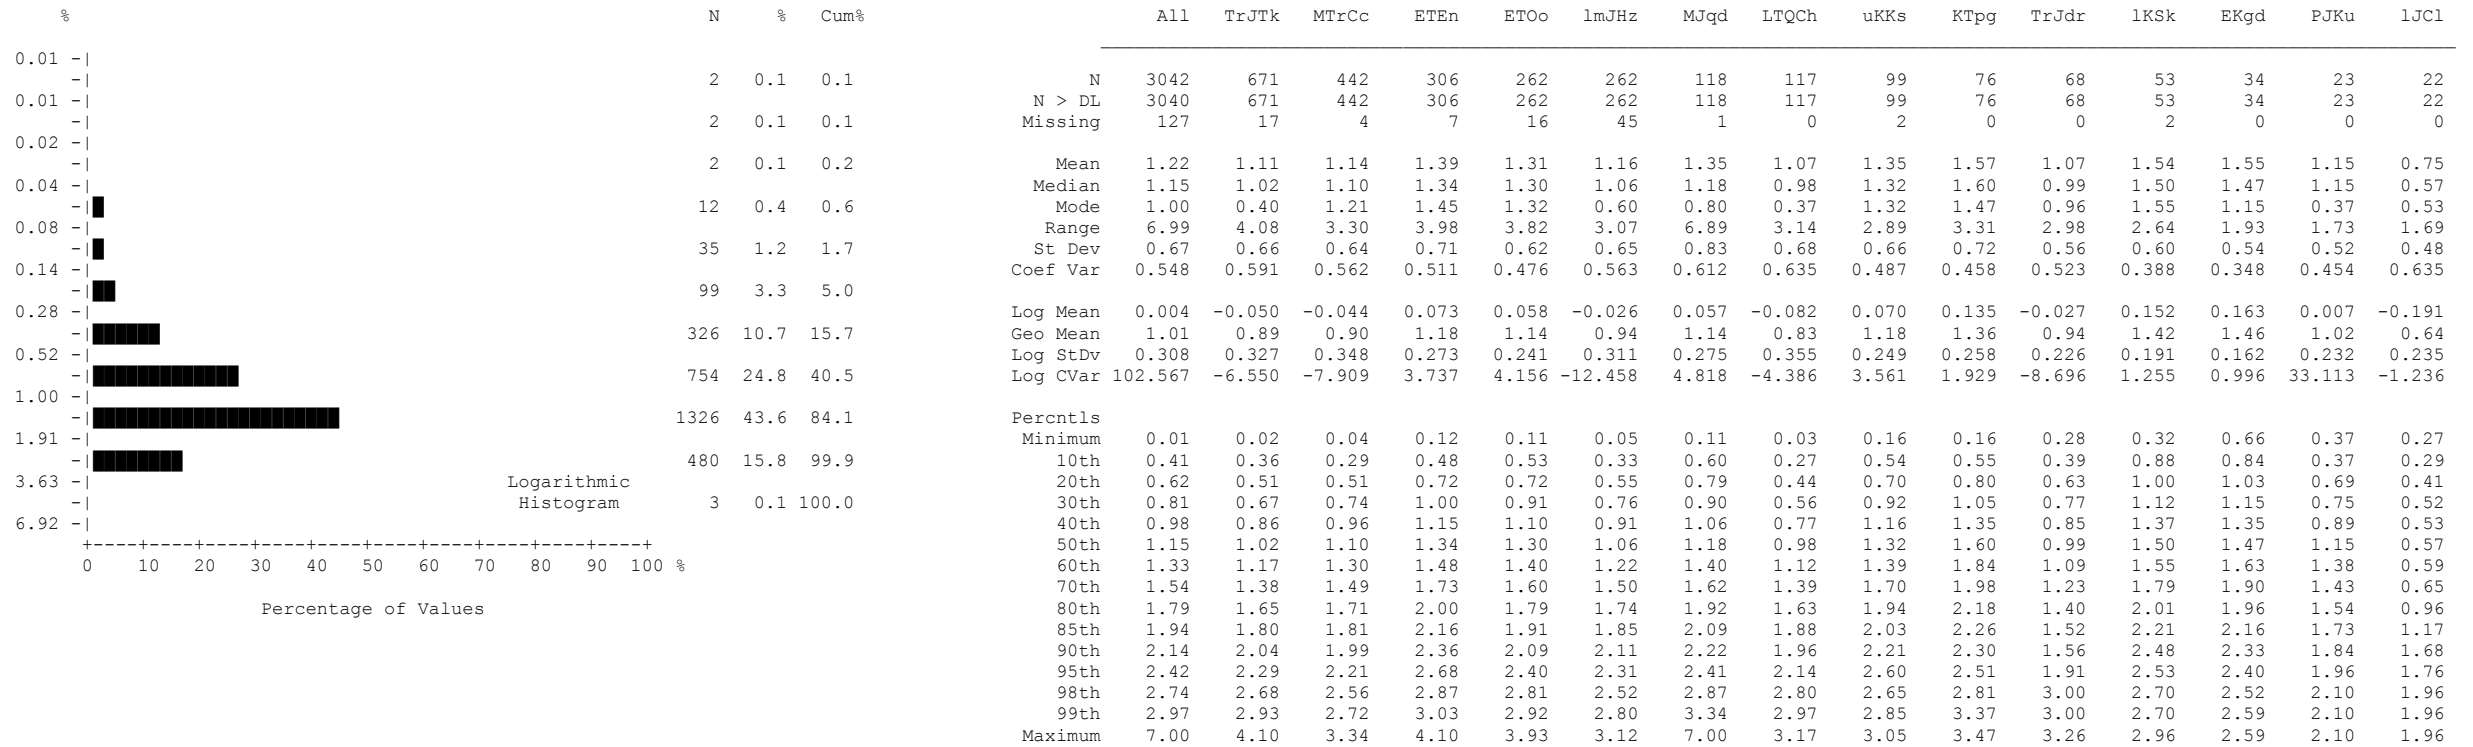 % N % Cum% All TrJTk MTrCc ETEn ETOo lmJHz MJqd LTQCh uKKs KTpg TrJdr lKSk EKgd PJKu lJCl
0.01 -|
-| 2 0.1 0.1 N 3042 671 442 306 262 262 118 117 99 76 68 53 34 23 22
0.01 -| N > DL 3040 671 442 306 262 262 118 117 99 76 68 53 34 23 22
-| 2 0.1 0.1 Missing 127 17 4 7 16 45 1 0 2 0 0 2 0 0 0
0.02 -|
-| 2 0.1 0.2 Mean 1.22 1.11 1.14 1.39 1.31 1.16 1.35 1.07 1.35 1.57 1.07 1.54 1.55 1.15 0.75
0.04 -| Median 1.15 1.02 1.10 1.34 1.30 1.06 1.18 0.98 1.32 1.60 0.99 1.50 1.47 1.15 0.57
-| 12 0.4 0.6 Mode 1.00 0.40 1.21 1.45 1.32 0.60 0.80 0.37 1.32 1.47 0.96 1.55 1.15 0.37 0.53
0.08 -| Range 6.99 4.08 3.30 3.98 3.82 3.07 6.89 3.14 2.89 3.31 2.98 2.64 1.93 1.73 1.69
-| 35 1.2 1.7 St Dev 0.67 0.66 0.64 0.71 0.62 0.65 0.83 0.68 0.66 0.72 0.56 0.60 0.54 0.52 0.48
0.14 -| Coef Var 0.548 0.591 0.562 0.511 0.476 0.563 0.612 0.635 0.487 0.458 0.523 0.388 0.348 0.454 0.635
-| 99 3.3 5.0
0.28 -| Log Mean 0.004 -0.050 -0.044 0.073 0.058 -0.026 0.057 -0.082 0.070 0.135 -0.027 0.152 0.163 0.007 -0.191
-| 326 10.7 15.7 Geo Mean 1.01 0.89 0.90 1.18 1.14 0.94 1.14 0.83 1.18 1.36 0.94 1.42 1.46 1.02 0.64
0.52 -| Log StDv 0.308 0.327 0.348 0.273 0.241 0.311 0.275 0.355 0.249 0.258 0.226 0.191 0.162 0.232 0.235
-| 754 24.8 40.5 Log CVar 102.567 -6.550 -7.909 3.737 4.156 -12.458 4.818 -4.386 3.561 1.929 -8.696 1.255 0.996 33.113 -1.236
1.00 -|
-| 1326 43.6 84.1 Percntls
1.91 -| Minimum 0.01 0.02 0.04 0.12 0.11 0.05 0.11 0.03 0.16 0.16 0.28 0.32 0.66 0.37 0.27
-| 480 15.8 99.9 10th 0.41 0.36 0.29 0.48 0.53 0.33 0.60 0.27 0.54 0.55 0.39 0.88 0.84 0.37 0.29
3.63 -| Logarithmic 20th 0.62 0.51 0.51 0.72 0.72 0.55 0.79 0.44 0.70 0.80 0.63 1.00 1.03 0.69 0.41
-| Histogram 3 0.1 100.0 30th 0.81 0.67 0.74 1.00 0.91 0.76 0.90 0.56 0.92 1.05 0.77 1.12 1.15 0.75 0.52
6.92 -| 40th 0.98 0.86 0.96 1.15 1.10 0.91 1.06 0.77 1.16 1.35 0.85 1.37 1.35 0.89 0.53
+----+----+----+----+----+----+----+----+----+----+ 50th 1.15 1.02 1.10 1.34 1.30 1.06 1.18 0.98 1.32 1.60 0.99 1.50 1.47 1.15 0.57
0 10 20 30 40 50 60 70 80 90 100 % 60th 1.33 1.17 1.30 1.48 1.40 1.22 1.40 1.12 1.39 1.84 1.09 1.55 1.63 1.38 0.59
70th 1.54 1.38 1.49 1.73 1.60 1.50 1.62 1.39 1.70 1.98 1.23 1.79 1.90 1.43 0.65
Percentage of Values 80th 1.79 1.65 1.71 2.00 1.79 1.74 1.92 1.63 1.94 2.18 1.40 2.01 1.96 1.54 0.96
85th 1.94 1.80 1.81 2.16 1.91 1.85 2.09 1.88 2.03 2.26 1.52 2.21 2.16 1.73 1.17
90th 2.14 2.04 1.99 2.36 2.09 2.11 2.22 1.96 2.21 2.30 1.56 2.48 2.33 1.84 1.68
95th 2.42 2.29 2.21 2.68 2.40 2.31 2.41 2.14 2.60 2.51 1.91 2.53 2.40 1.96 1.76
98th 2.74 2.68 2.56 2.87 2.81 2.52 2.87 2.80 2.65 2.81 3.00 2.70 2.52 2.10 1.96
99th 2.97 2.93 2.72 3.03 2.92 2.80 3.34 2.97 2.85 3.37 3.00 2.70 2.59 2.10 1.96
Maximum 7.00 4.10 3.34 4.10 3.93 3.12 7.00 3.17 3.05 3.47 3.26 2.96 2.59 2.10 1.96